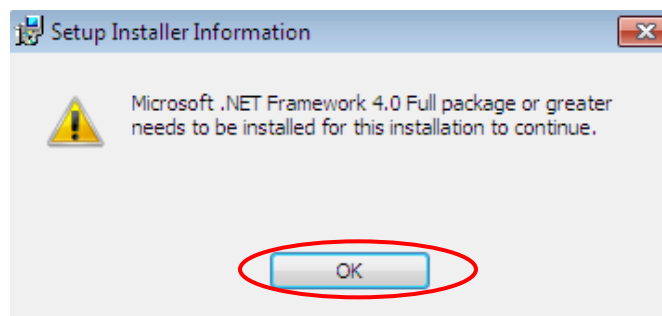 Setup Installer Information
Microsoft .NET Framework 4.0 Full package or greater
needs to be installed for this installation to continue.
OK